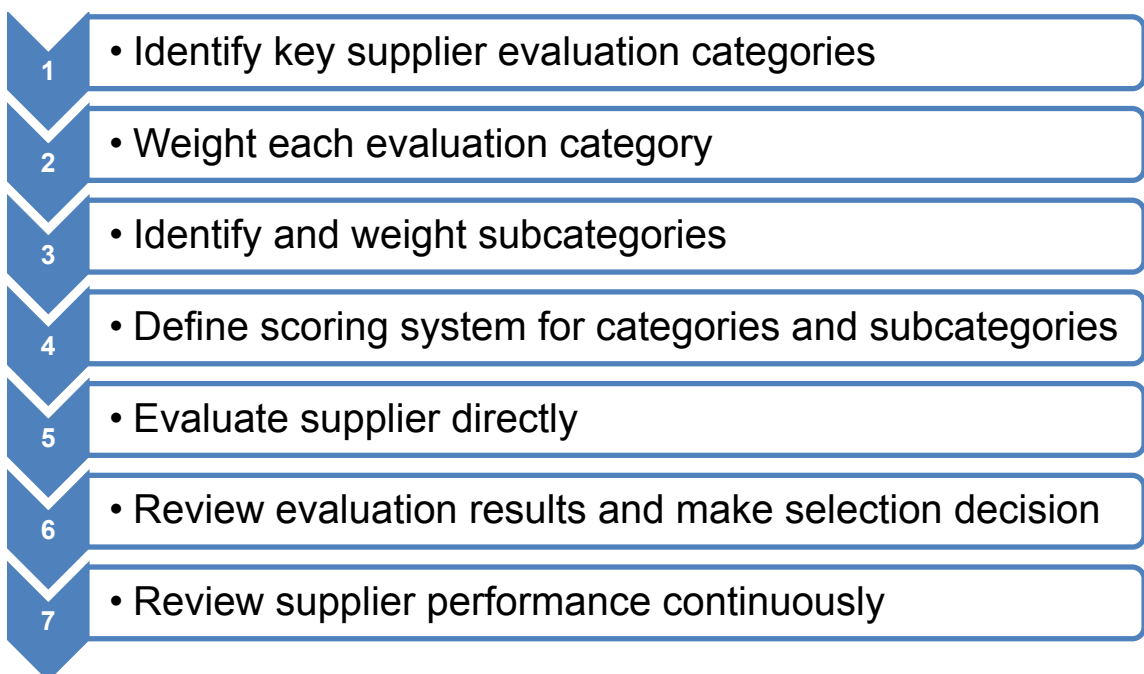 1 • Identify key supplier evaluation categories
2 • Weight each evaluation category
3 • Identify and weight subcategories
4 • Define scoring system for categories and subcategories
5 • Evaluate supplier directly
6 • Review evaluation results and make selection decision
7 • Review supplier performance continuously